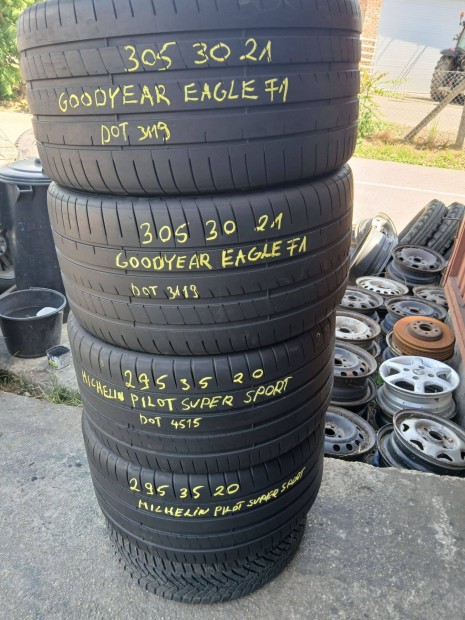 305 30 21
GOODYEAR EAGLE F1
DOT 3119
305 30 21
GOODYEAR EAGLE F1
DOT 3119
295 35 20
MICHELIN PILOT SUPER SPORT
DOT 4515
295 35 20
MICHELIN PILOT SUPER SPORT